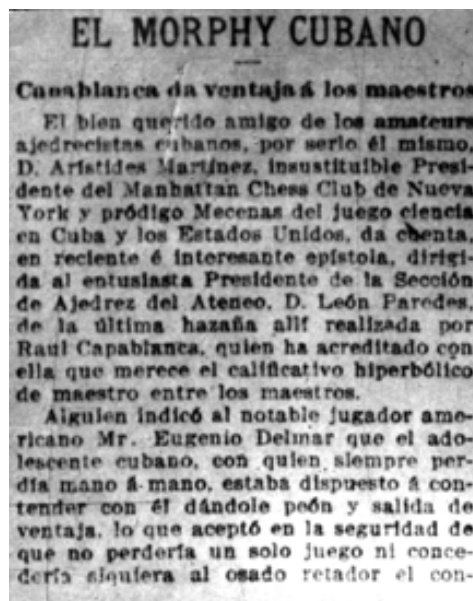 EL MORPHY CUBANO
Casablanca da ventaja á los maestros
El bien querido amigo de los amateurs
ajedrecistas cubanos, por serlo él mismo,
D. Arístides Martínez, insustituible Presi-
dente del Manhattan Chess Club de Nueva
York y pródigo Mecenas del juego ciencia
en Cuba y los Estados Unidos, da cuenta,
en reciente é interesante epístola, dirigi-
da al entusiasta Presidente de la Sección
de Ajedrez del Ateneo, D. León Paredes,
de la última hazaña allí realizada por
Raul Capablanca, quien ha acreditado con
ella que merece el calificativo hiperbólico
de maestro entre los maestros.
Alguien indicó al notable jugador ame-
ricano Mr. Eugenio Delmar que el ado-
lescente cubano, con quien siempre per-
día mano á mano, estaba dispuesto á con-
tender con él dándole peón y salida de
ventaja, lo que aceptó en la seguridad de
que no perdería un solo juego ni conce-
dería siquiera al osado retador el con-